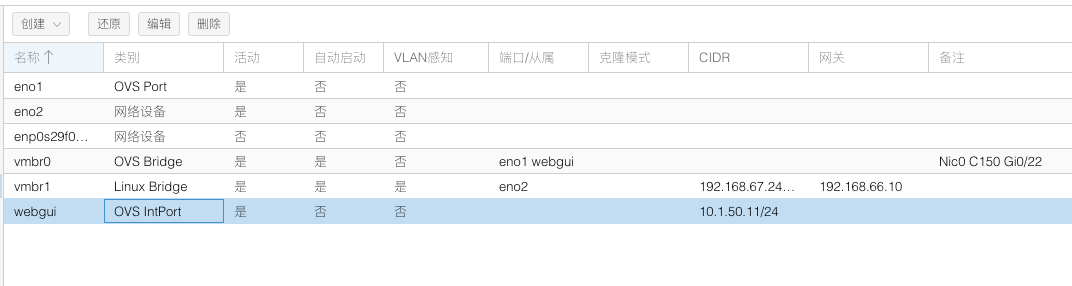 创建 还原 编辑 删除
名称 类别 活动 自动启动 VLAN感知 端口/从属 克隆模式 CIDR 网关 备注
eno1 OVS Port 是 否 否
eno2 网络设备 是 否 否
enp0s29f0... 网络设备 否 否 否
vmbr0 OVS Bridge 是 是 否 eno1 webgui Nic0 C150 Gi0/22
vmbr1 Linux Bridge 是 是 是 eno2 192.168.67.24... 192.168.66.10
webgui OVS IntPort 是 否 否 10.1.50.11/24